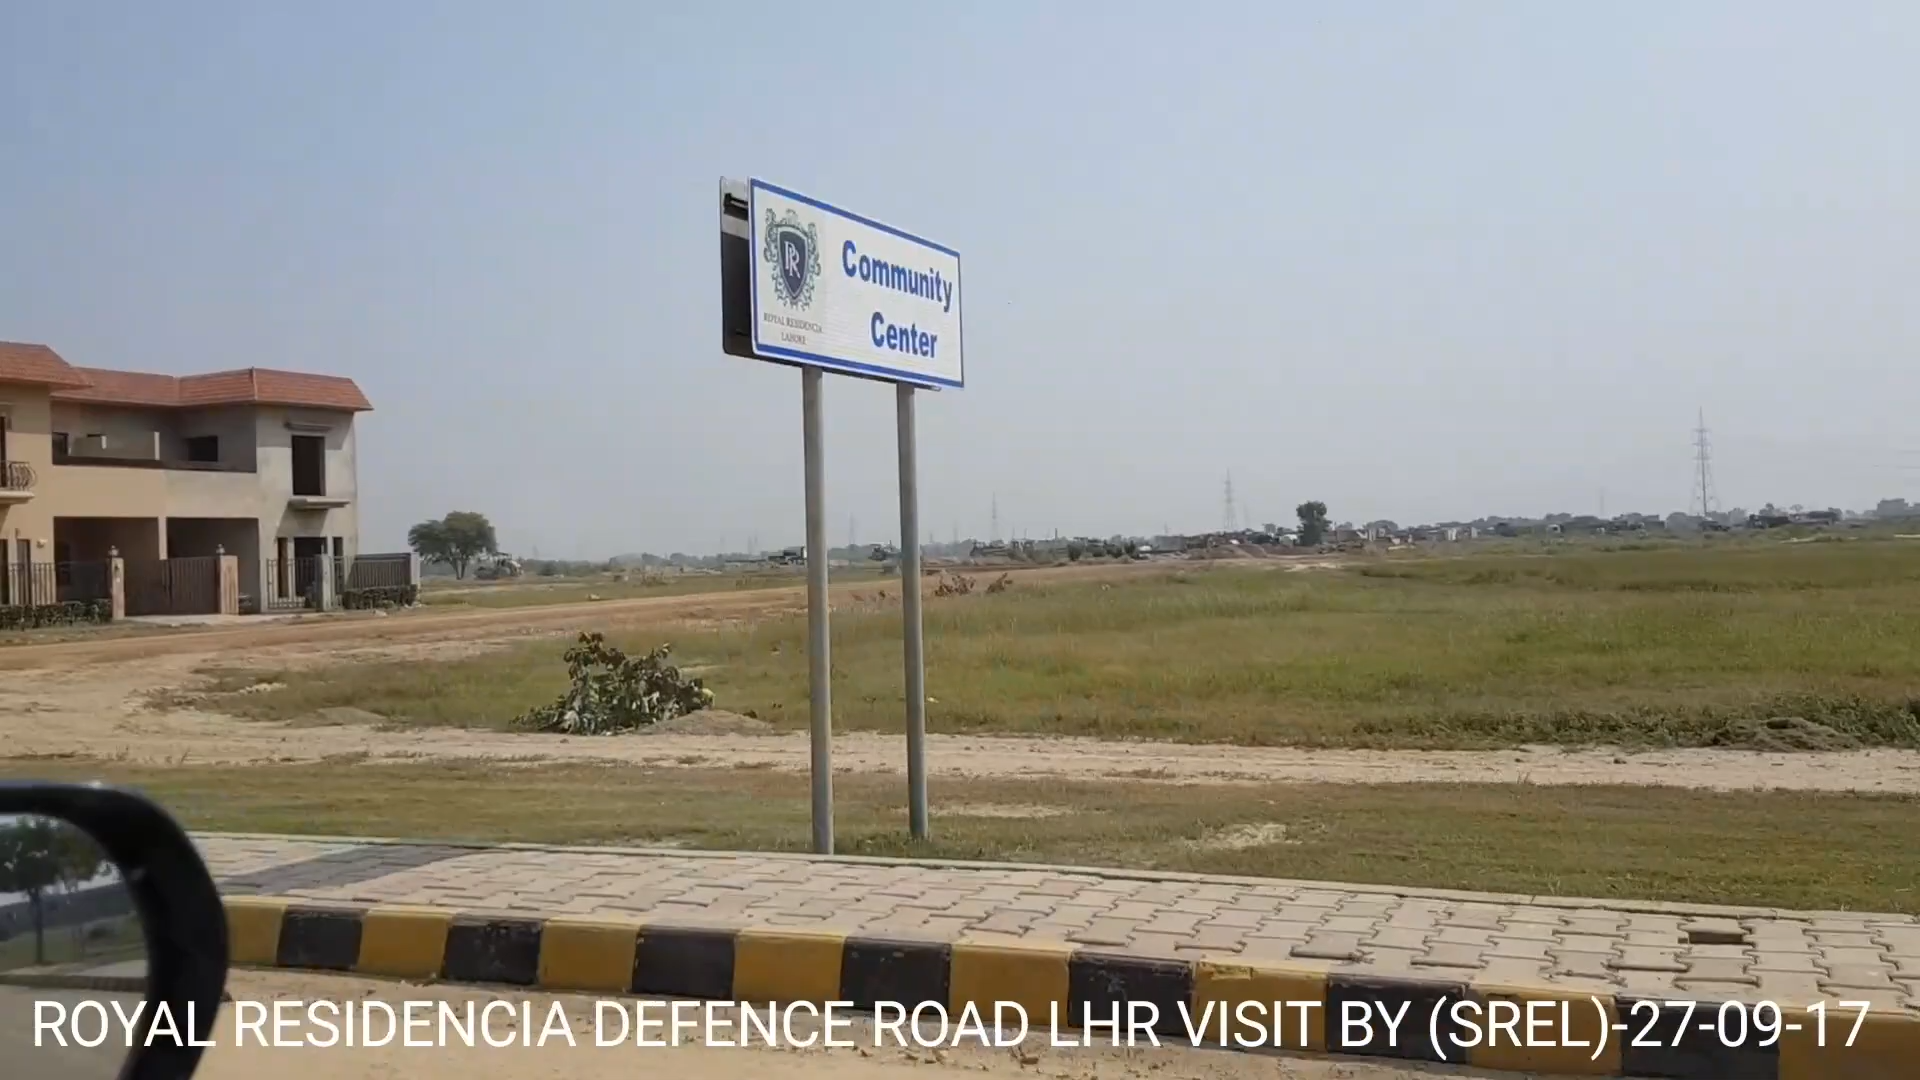 R
ROYAL RESIDENCIA
LAHORE
Community
Center
ROYAL RESIDENCIA DEFENCE ROAD LHR VISIT BY (SREL)-27-09-17